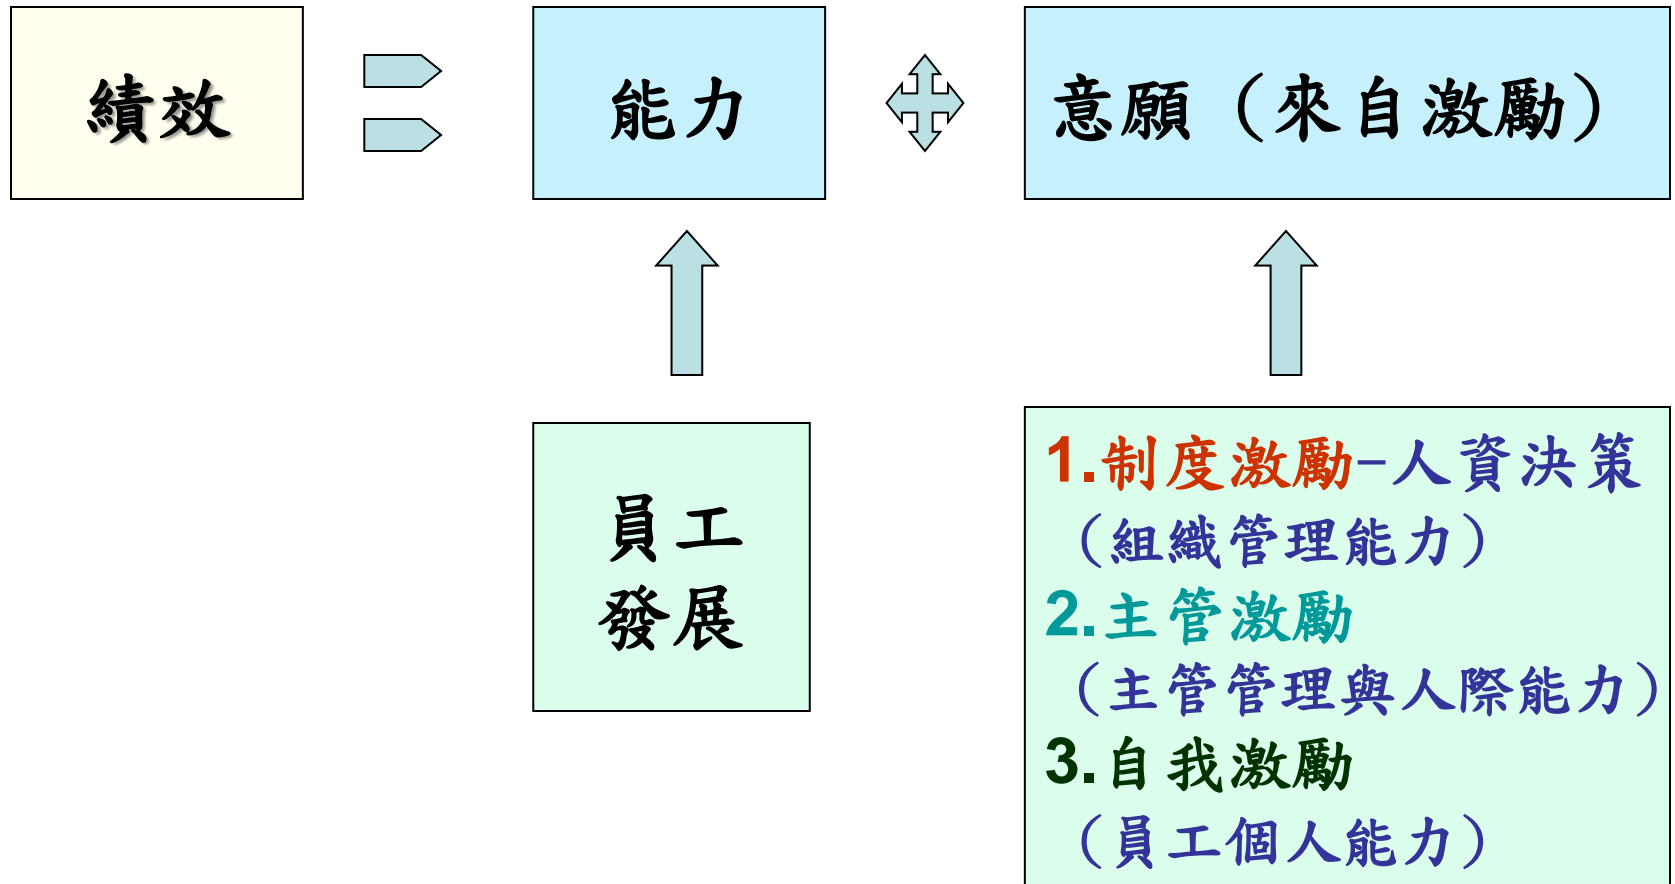 績效
能力
意願（來自激勵）
員工
發展
1.制度激勵-人資決策
（組織管理能力）
2.主管激勵
（主管管理與人際能力）
3.自我激勵
（員工個人能力）